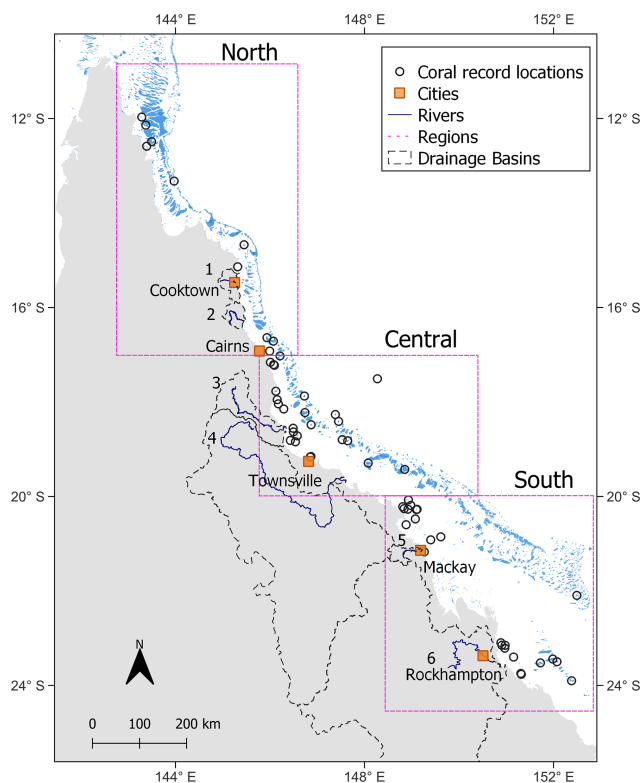 144 ° E 148 ° E 152 ° E
North
Coral record locations
Cities
Rivers
Regions
Drainage Basins
12° S 12° S
1
Cooktown
16° S 16° S
2
Cairns
Central
3
4
Townsville
South
20° S 20° S
5
Mackay
6
Rockhampton
24° S 24° S
N
0 100 200 km
144 ° E 148 ° E 152 ° E